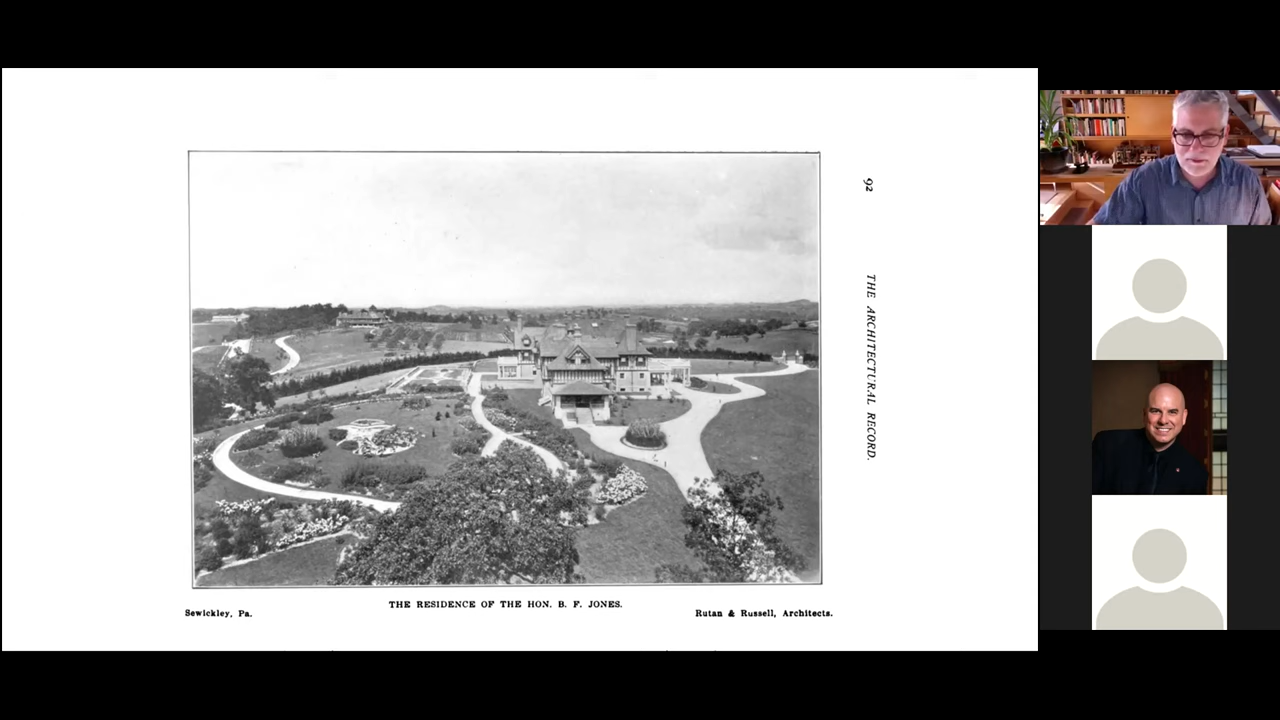 92
THE ARCHITECTURAL RECORD.
THE RESIDENCE OF THE HON. B. F. JONES.
Sewickley, Pa.
Rutan & Russell, Architects.